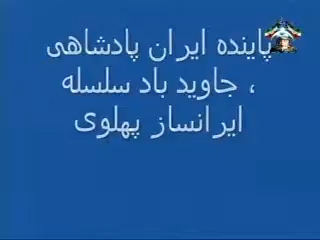 پاینده ایران پادشاهی
، جاوید باد سلسله
ایرانساز پهلوی